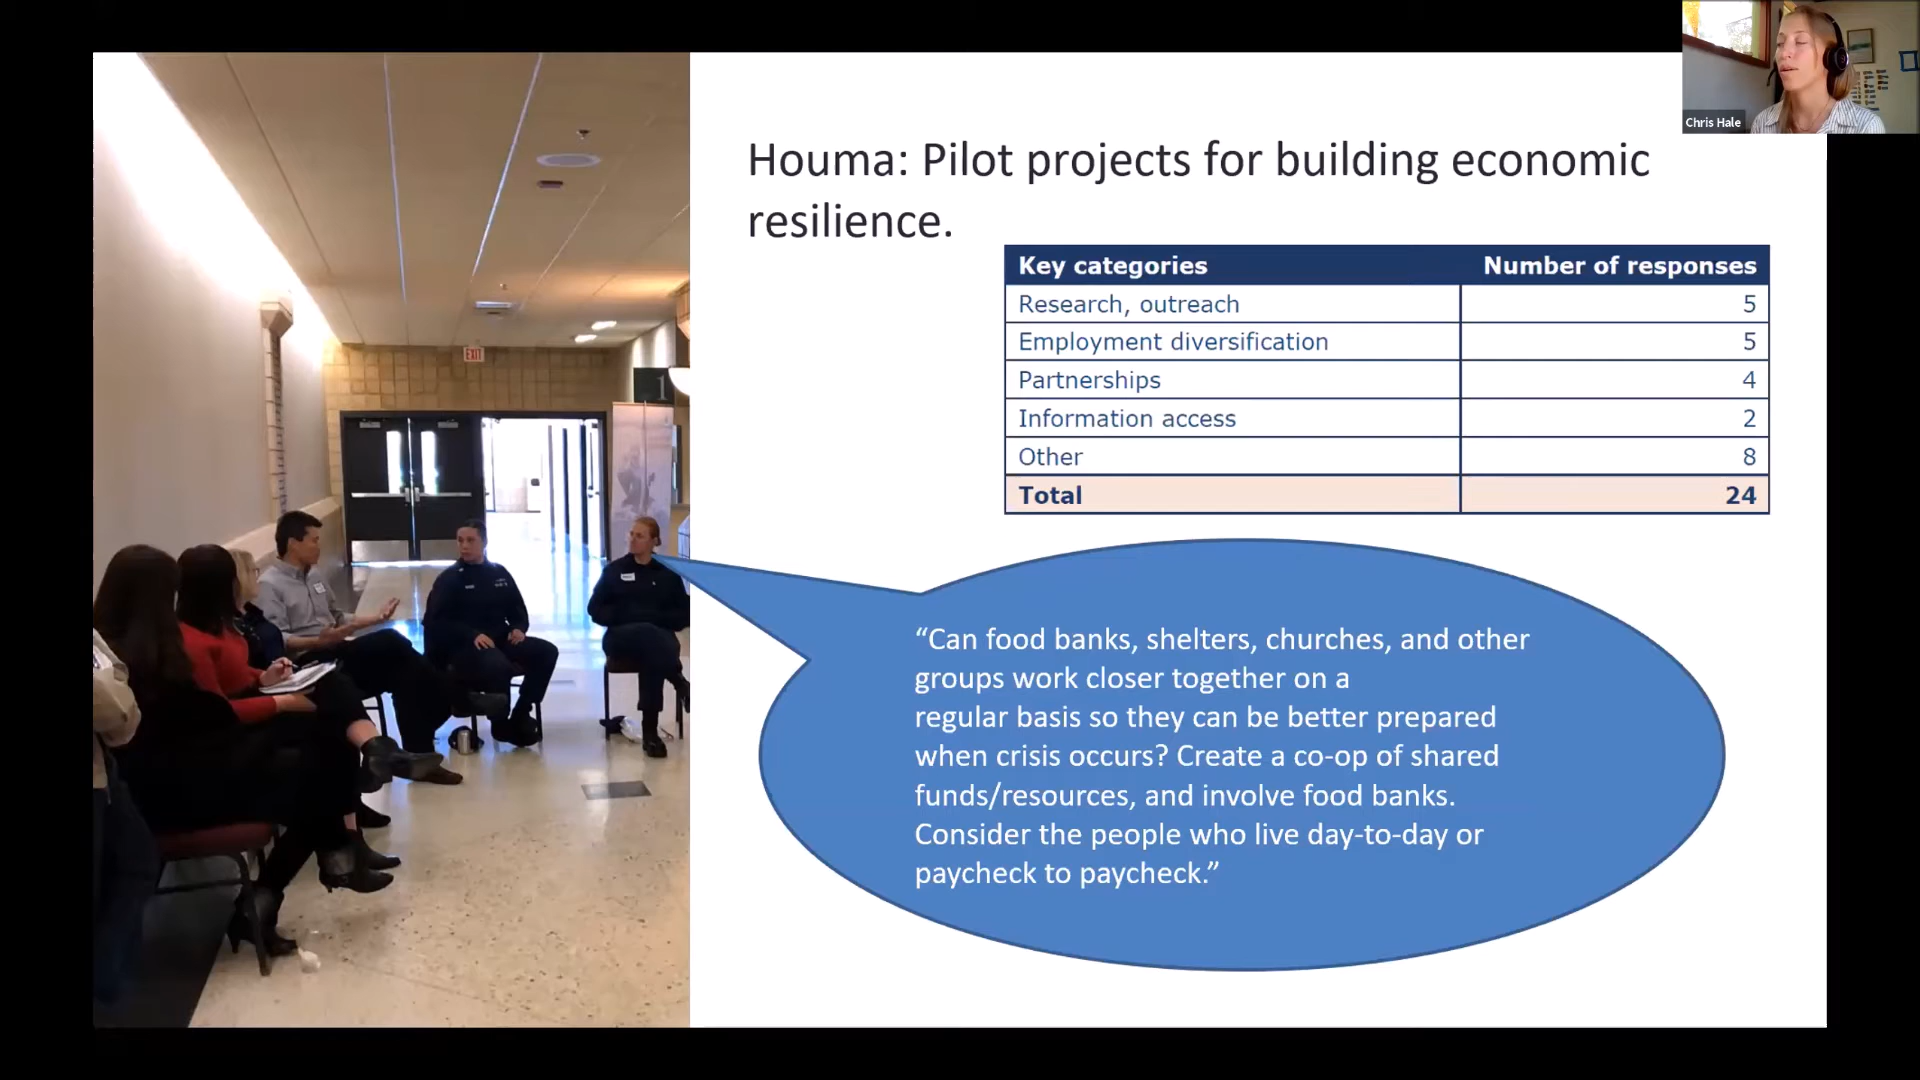 Chris Hale
Houma: Pilot projects for building economic
resilience.
Key categories Number of responses
Research, outreach 5
Employment diversification 5
Partnerships 4
Information access 2
Other 8
Total 24
EXIT
1
“Can food banks, shelters, churches, and other
groups work closer together on a
regular basis so they can be better prepared
when crisis occurs? Create a co-op of shared
funds/resources, and involve food banks.
Consider the people who live day-to-day or
paycheck to paycheck.”